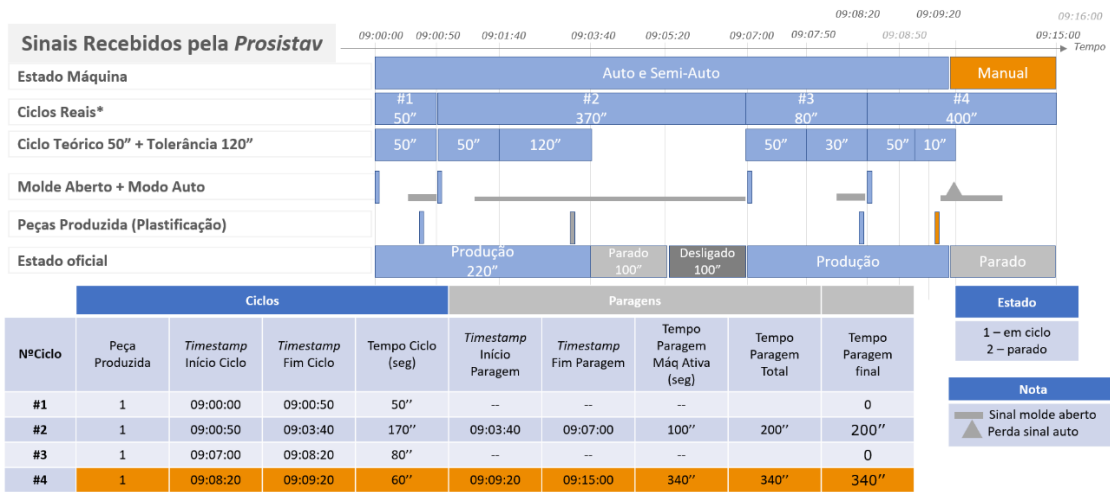 09:08:20 09:09:20 09:16:00
Sinais Recebidos pela Prosistav
09:00:00 09:00:50 09:01:40 09:03:40 09:05:20 09:07:00 09:07:50 09:08:50 09:15:00
Tempo
Estado Máquina Auto e Semi-Auto Manual
Ciclos Reais* #1 #2 #3 #4
50’’ 370’’ 80’’ 400’’
Ciclo Teórico 50’’ + Tolerância 120’’ 50’’ 50’’ 120’’ 50’’ 30’’ 50’’ 10’’
Molde Aberto + Modo Auto
Peças Produzida (Plastificação)
Estado oficial Produção Parado Desligado Produção Parado
220’’ 100’’ 100’’
Ciclos Paragens
NºCiclo
Peça
Produzida
Timestamp
Início Ciclo
Timestamp
Fim Ciclo
Tempo Ciclo
(seg)
Timestamp
Início
Paragem
Timestamp
Fim Paragem
Tempo
Paragem
Máq Ativa
(seg)
Tempo
Paragem
Total
Tempo
Paragem
final
#1 1 09:00:00 09:00:50 50’’ -- -- -- 0
#2 1 09:00:50 09:03:40 170’’ 09:03:40 09:07:00 100’’ 200’’ 200’’
#3 1 09:07:00 09:08:20 80’’ -- -- -- 0
#4 1 09:08:20 09:09:20 60’’ 09:09:20 09:15:00 340’’ 340’’ 340’’
Estado
1 – em ciclo
2 – parado
Nota
Sinal molde aberto
Perda sinal auto